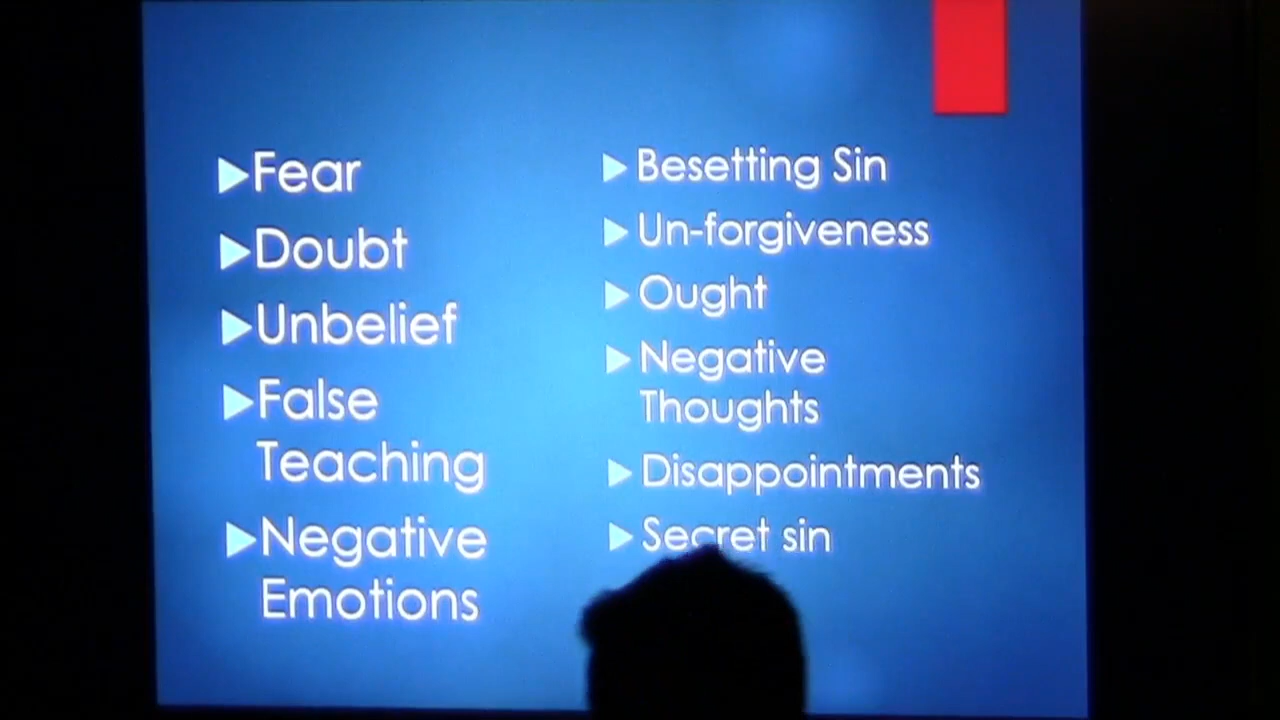 Fear
Doubt
Unbelief
False
Teaching
Negative
Emotions
Besetting Sin
Un-forgiveness
Ought
Negative
Thoughts
Disappointments
Secret sin